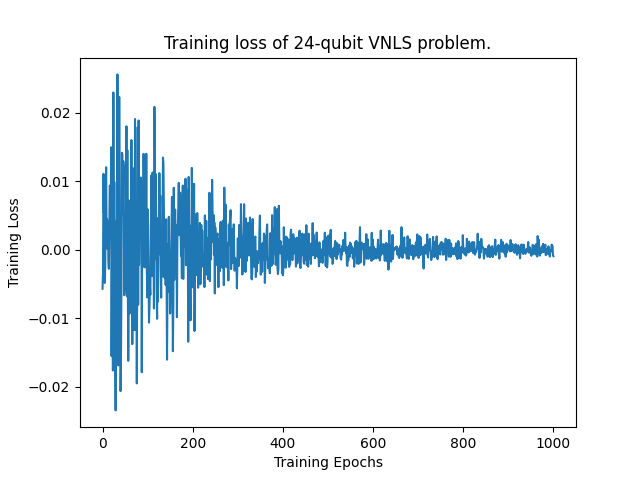 Training loss of 24-qubit VNLS problem.
0.02
0.01
0.00
−0.01
−0.02
Training Loss
0 200 400 600 800 1000
Training Epochs